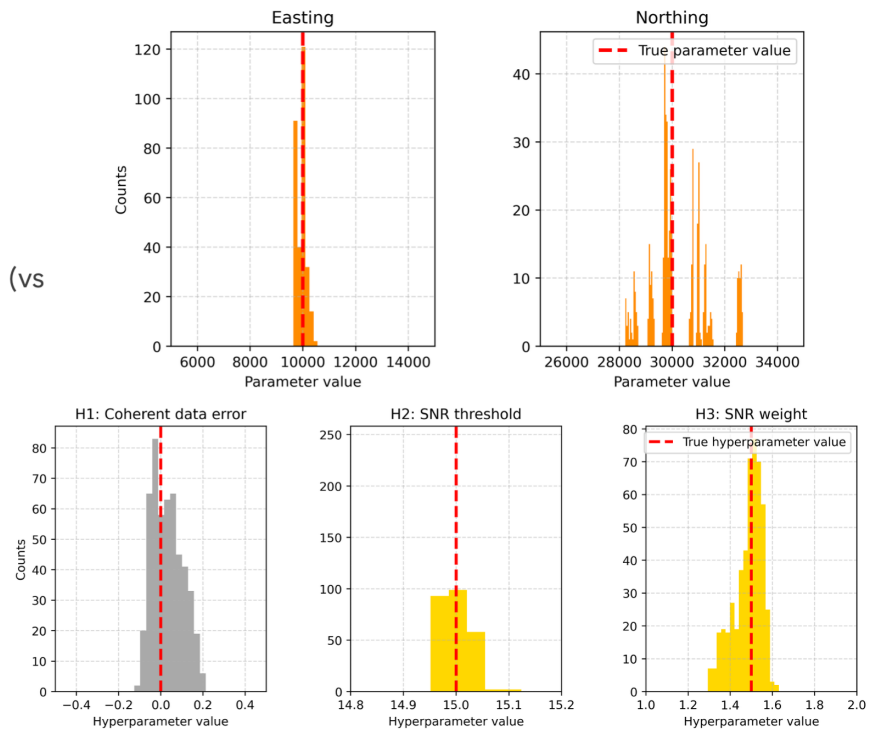 Easting
Northing
120
100
80
60
40
20
0
Counts
6000 8000 10000 12000 14000
Parameter value
True parameter value
40
30
20
10
0
26000 28000 30000 32000 34000
Parameter value
(vs
H1: Coherent data error
80
70
60
50
40
30
20
10
0
Counts
−0.4 −0.2 0.0 0.2 0.4
Hyperparameter value
H2: SNR threshold
250
200
150
100
50
0
14.8 14.9 15.0 15.1 15.2
Hyperparameter value
H3: SNR weight
True hyperparameter value
80
70
60
50
40
30
20
10
0
1.0 1.2 1.4 1.6 1.8 2.0
Hyperparameter value